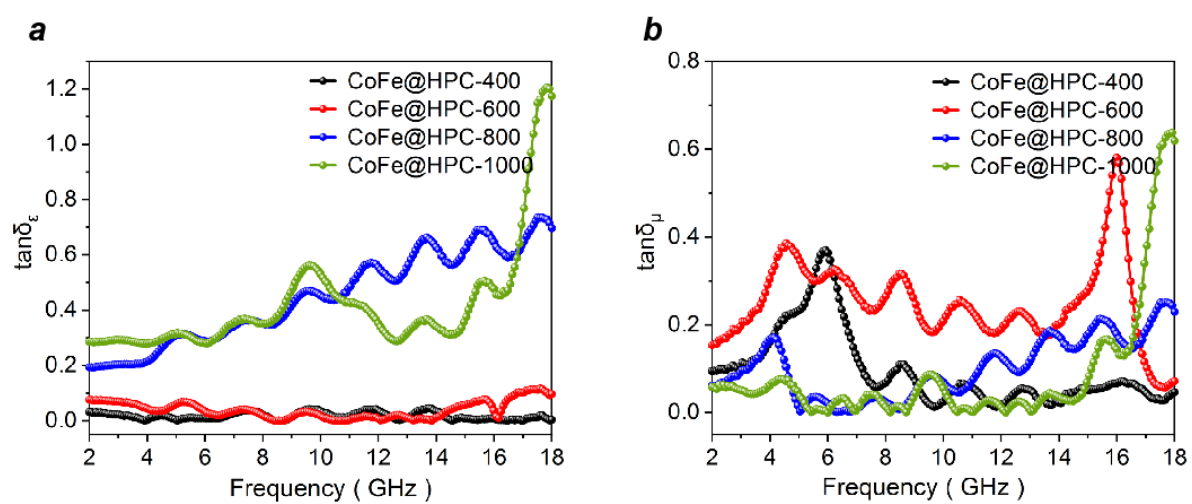 a
CoFe@HPC-400
CoFe@HPC-600
CoFe@HPC-800
CoFe@HPC-1000
1.2
1.0
0.8
0.6
0.4
0.2
0.0
tanδε
2 4 6 8 10 12 14 16 18
Frequency ( GHz )
b
CoFe@HPC-400
CoFe@HPC-600
CoFe@HPC-800
CoFe@HPC-1000
0.8
0.6
0.4
0.2
0.0
tanδμ
2 4 6 8 10 12 14 16 18
Frequency ( GHz )